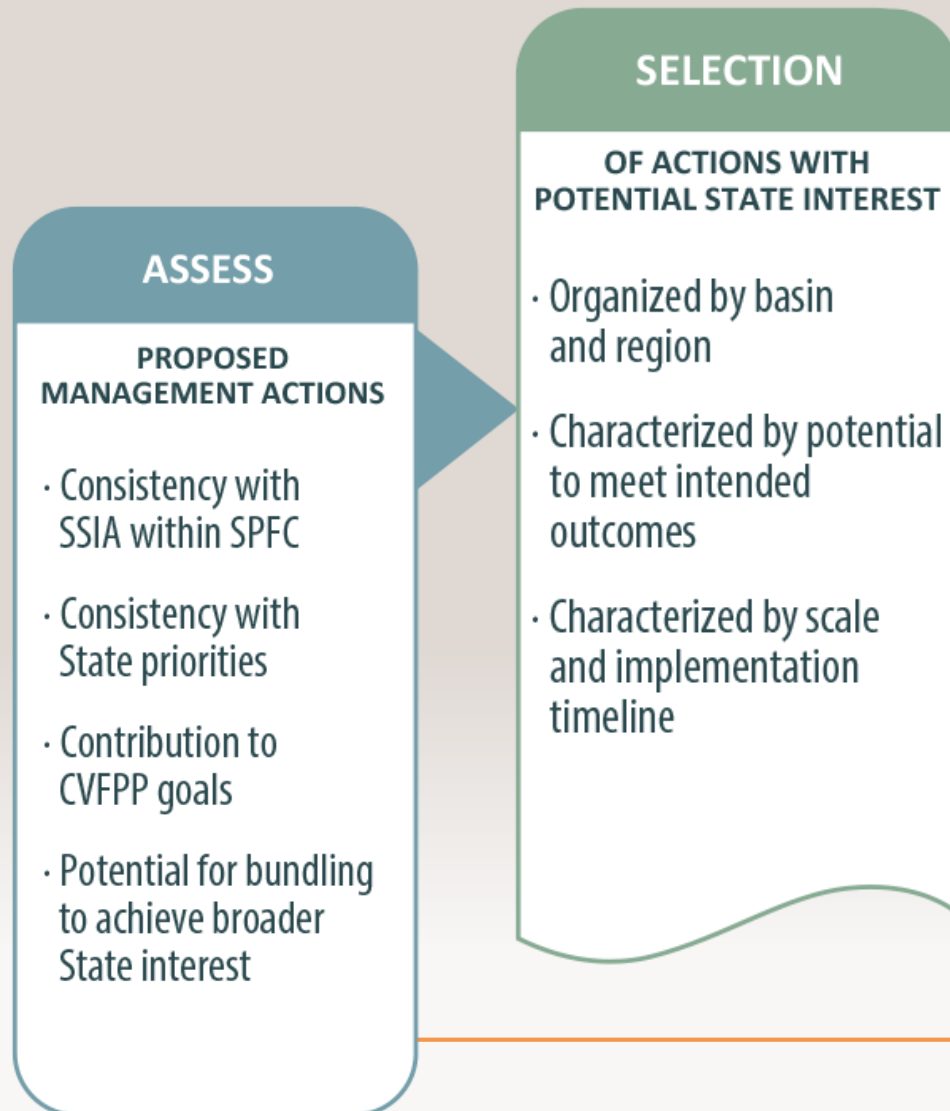 ASSESS
PROPOSED
MANAGEMENT ACTIONS
· Consistency with
SSIA within SPFC
· Consistency with
State priorities
· Contribution to
CVFPP goals
· Potential for bundling
to achieve broader
State interest
SELECTION
OF ACTIONS WITH
POTENTIAL STATE INTEREST
· Organized by basin
and region
· Characterized by potential
to meet intended
outcomes
· Characterized by scale
and implementation
timeline